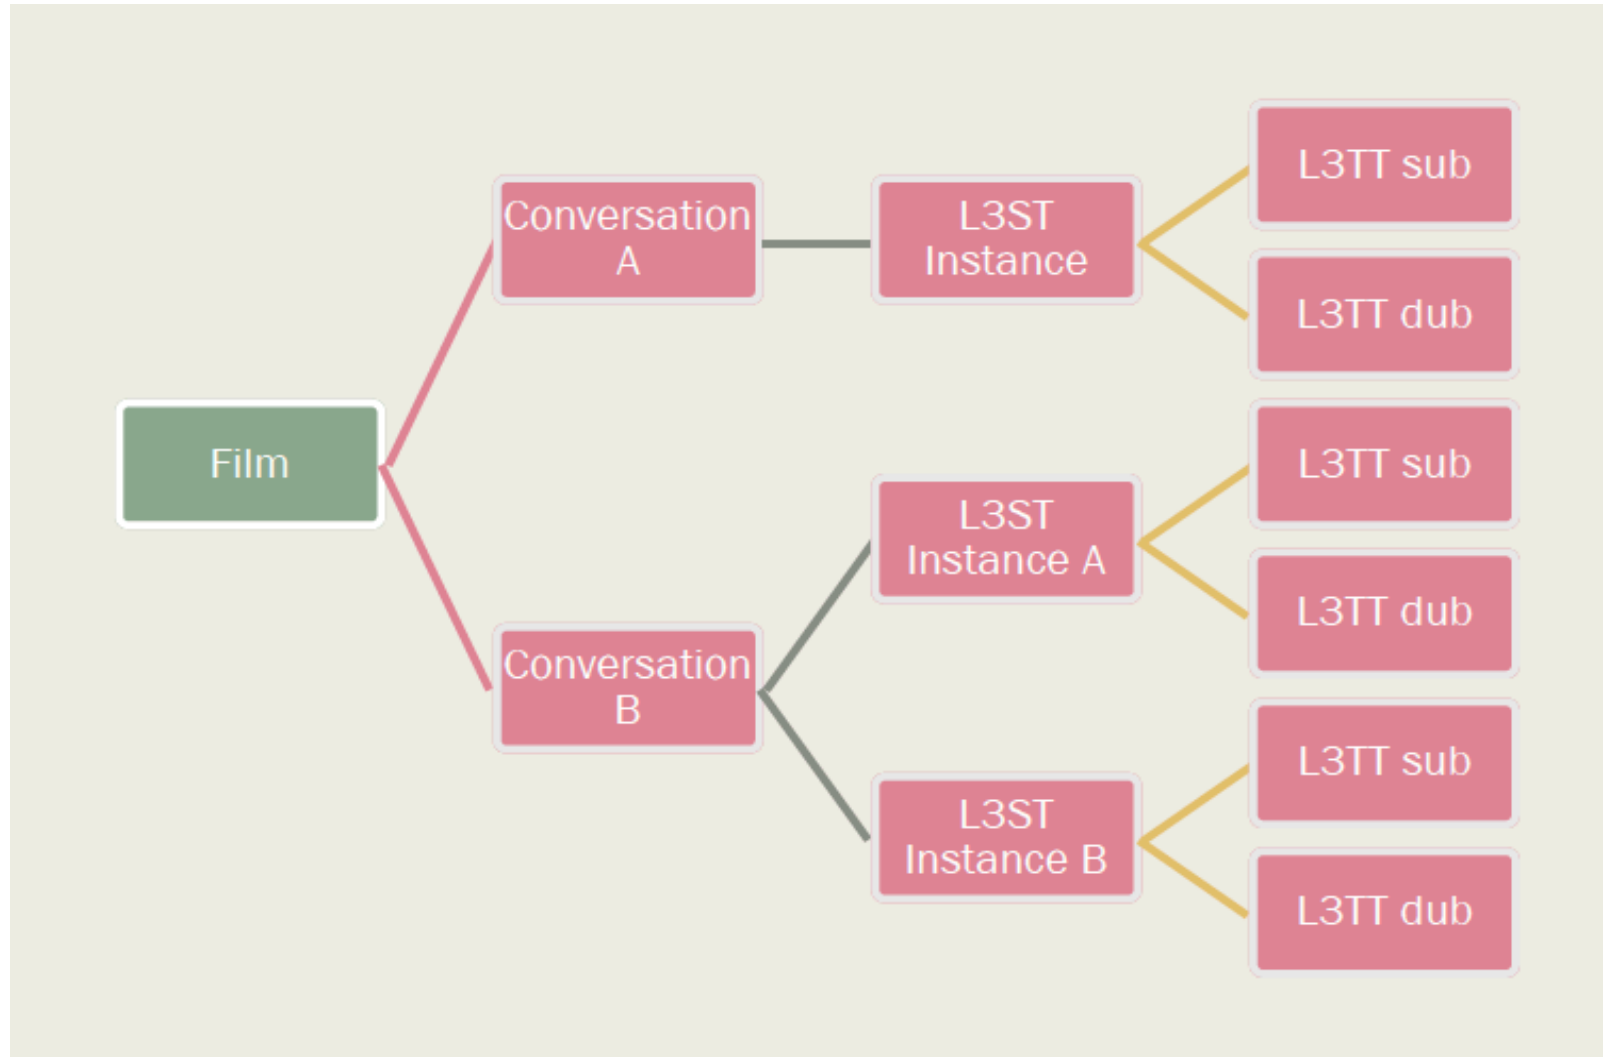 Film
Conversation
A
L3ST
Instance
L3TT sub
L3TT dub
Conversation
B
L3ST
Instance A
L3TT sub
L3TT dub
L3ST
Instance B
L3TT sub
L3TT dub